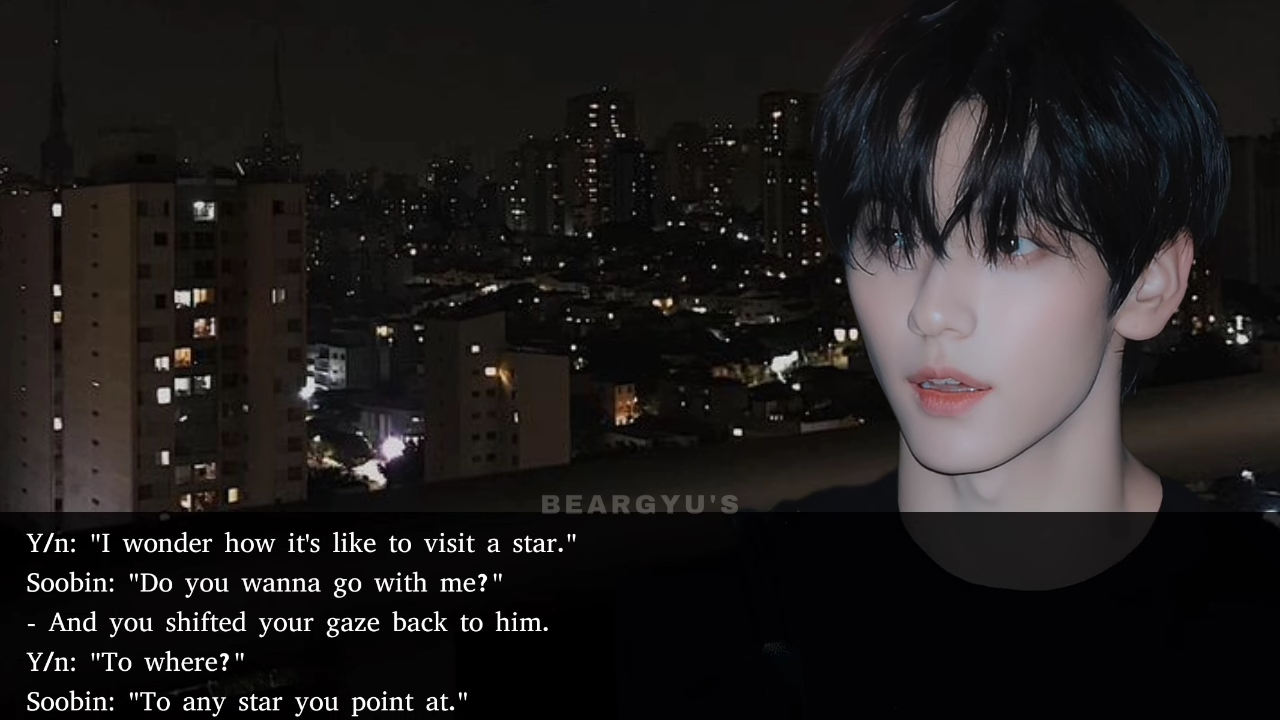 BEARGYU'S
Y/n: "I wonder how it's like to visit a star."
Soobin: "Do you wanna go with me?"
- And you shifted your gaze back to him.
Y/n: "To where?"
Soobin: "To any star you point at."